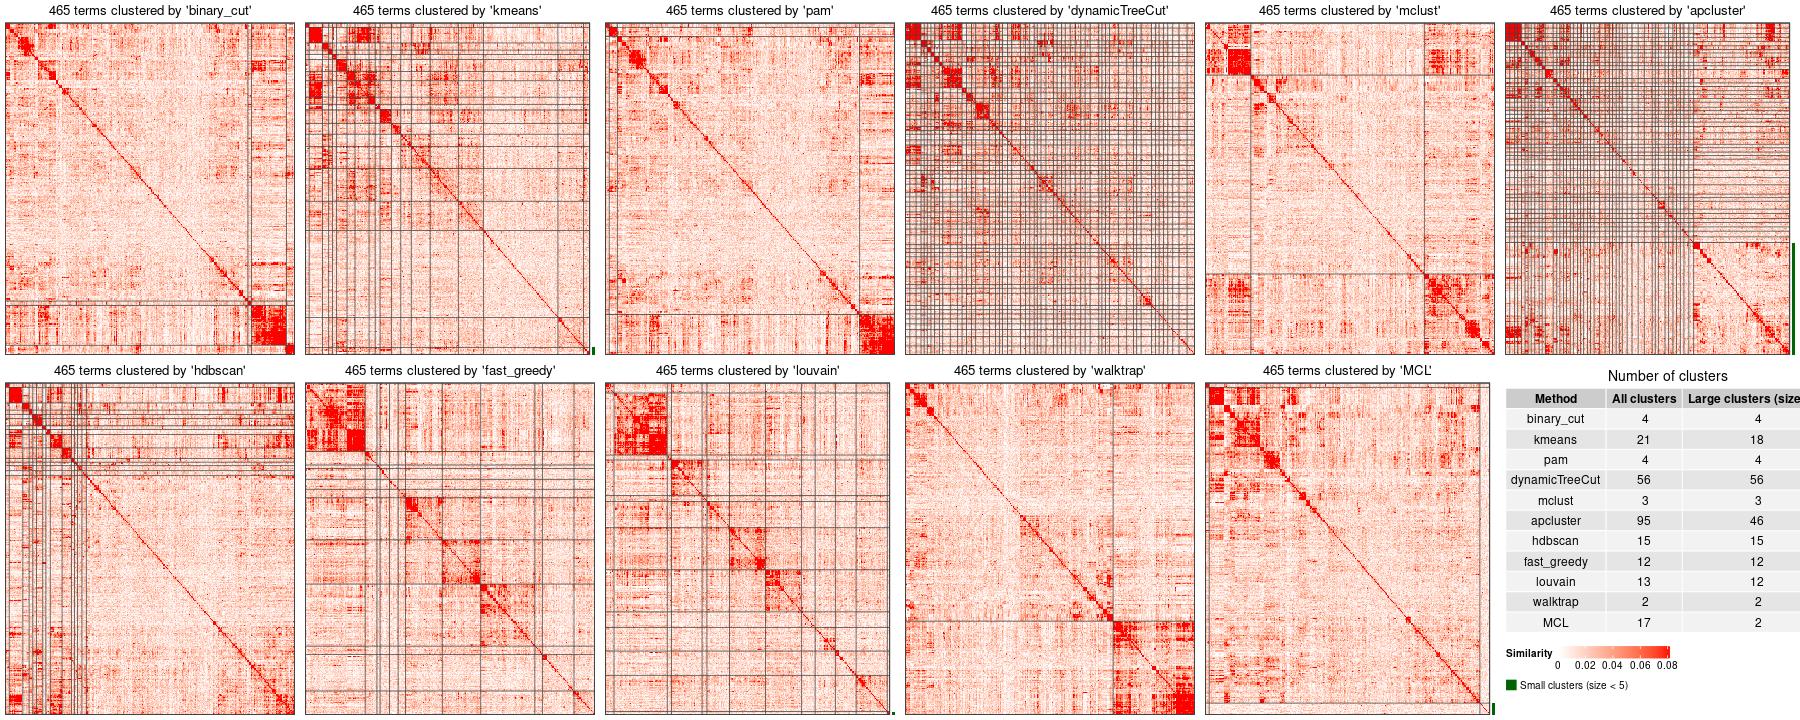 465 terms clustered by 'binary_cut'
465 terms clustered by 'kmeans'
465 terms clustered by 'pam'
465 terms clustered by 'dynamicTreeCut'
465 terms clustered by 'mclust'
465 terms clustered by 'apcluster'
465 terms clustered by 'hdbscan'
465 terms clustered by 'fast_greedy'
465 terms clustered by 'louvain'
465 terms clustered by 'walktrap'
465 terms clustered by 'MCL'
Number of clusters
Method All clusters Large clusters (size
binary_cut 4 4
kmeans 21 18
pam 4 4
dynamicTreeCut 56 56
mclust 3 3
apcluster 95 46
hdbscan 15 15
fast_greedy 12 12
louvain 13 12
walktrap 2 2
MCL 17 2
Similarity
0 0.02 0.04 0.06 0.08
Small clusters (size < 5)